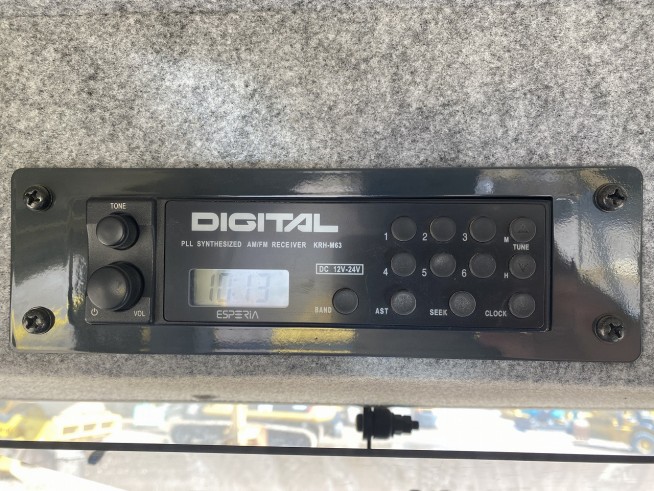 TONE
DIGITAL
PLL SYNTHESIZED AM/FM RECEIVER KRH-M63
1 2 3 M
TUNE
DC 12V-24V
4 5 6 H
10:13
BAND AST SEEK CLOCK
VOL ESPERIA